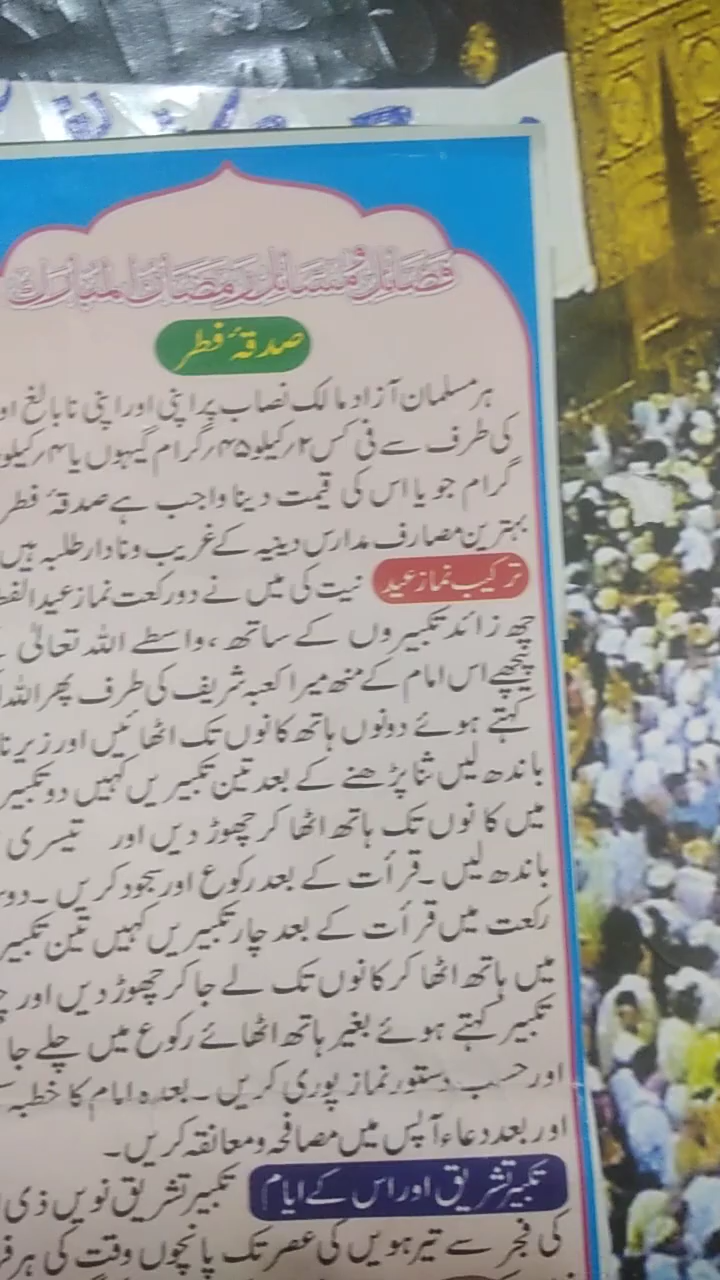 فضائل و مسائل رمضان المبارک
صدقۂ فطر
ہر مسلمان آزاد مالک نصاب پر اپنی اور اپنی نابالغ او
کی طرف سے فی کس ۲؍کیلو ۴۵؍گرام گیہوں یا ۴؍کیلو
گرام جو یا اس کی قیمت دینا واجب ہے صدقۂ فطر
بہترین مصارف مدارس دینیہ کے غریب و نادار طلبہ ہیں
ترکیب نماز عید نیت کی میں نے دو رکعت نماز عید الفط
چھ زائد تکبیروں کے ساتھ، واسطے اللہ تعالیٰ
پیچھے اس امام کے منھ میرا کعبہ شریف کی طرف پھر اللہ
کہتے ہوئے دونوں ہاتھ کانوں تک اٹھائیں اور زیر نا
باندھ لیں ثنا پڑھنے کے بعد تین تکبیریں کہیں دو تکبیر
میں کانوں تک ہاتھ اٹھا کر چھوڑ دیں اور تیسری
باندھ لیں۔ قرأت کے بعد رکوع اور سجود کریں۔ دو
رکعت میں قرأت کے بعد چار تکبیریں کہیں تین تکبیر
میں ہاتھ اٹھا کر کانوں تک لے جا کر چھوڑ دیں اور چ
تکبیر کہتے ہوئے بغیر ہاتھ اٹھائے رکوع میں چلے جا
اور حسب دستور نماز پوری کریں۔ بعدہ امام کا خطبہ
اور بعد دعاء آپس میں مصافحہ و معانقہ کریں۔
تکبیر تشریق اور اس کے ایام تکبیر تشریق نویں ذی
کی فجر سے تیرہویں کی عصر تک پانچوں وقت کی ہر فر